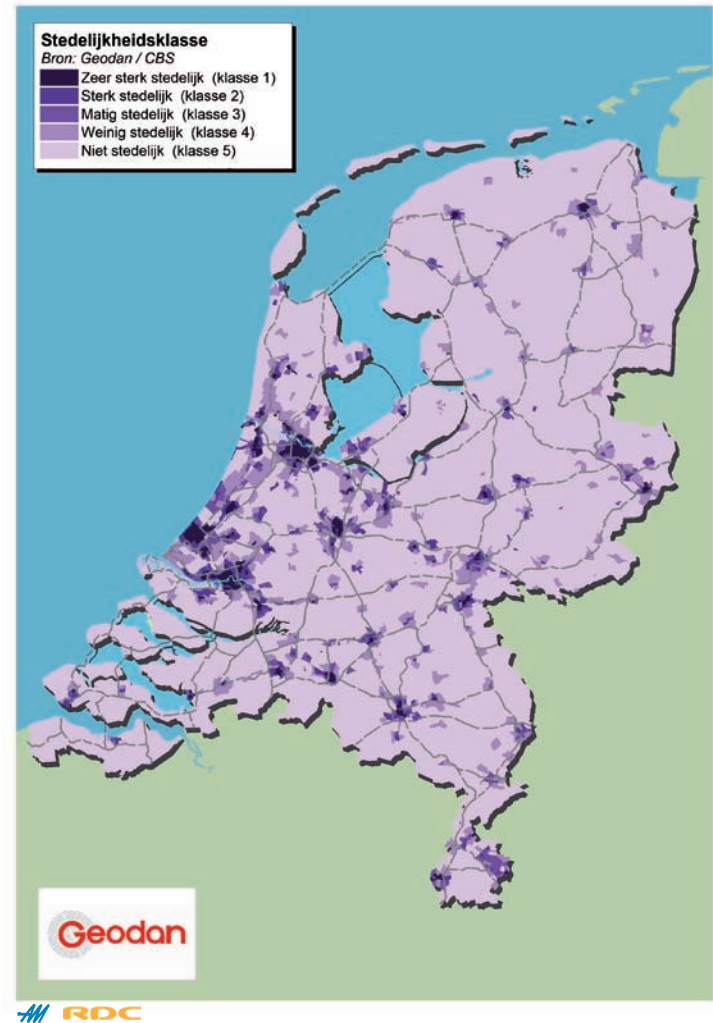 Stedelijkheidsklasse
Bron: Geodan / CBS
Zeer sterk stedelijk (klasse 1)
Sterk stedelijk (klasse 2)
Matig stedelijk (klasse 3)
Weinig stedelijk (klasse 4)
Niet stedelijk (klasse 5)
Geodan
AM RDC